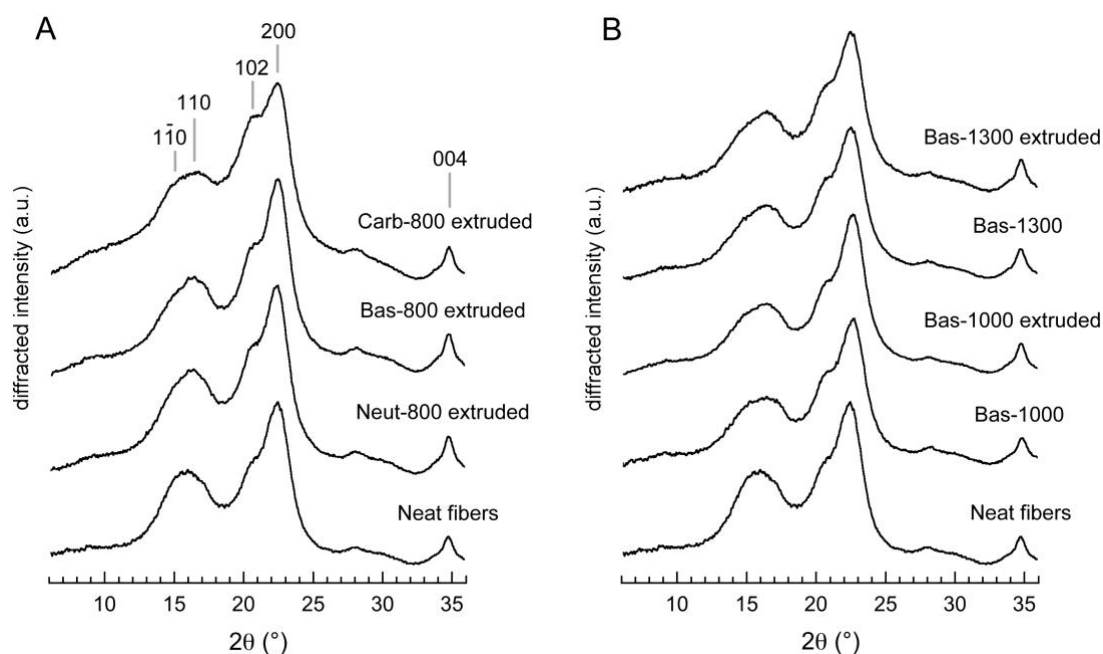 A
200
102
110
11̄0
004
diffracted intensity (a.u.)
Carb-800 extruded
Bas-800 extruded
Neut-800 extruded
Neat fibers
10 15 20 25 30 35
2θ (°)
B
diffracted intensity (a.u.)
Bas-1300 extruded
Bas-1300
Bas-1000 extruded
Bas-1000
Neat fibers
10 15 20 25 30 35
2θ (°)